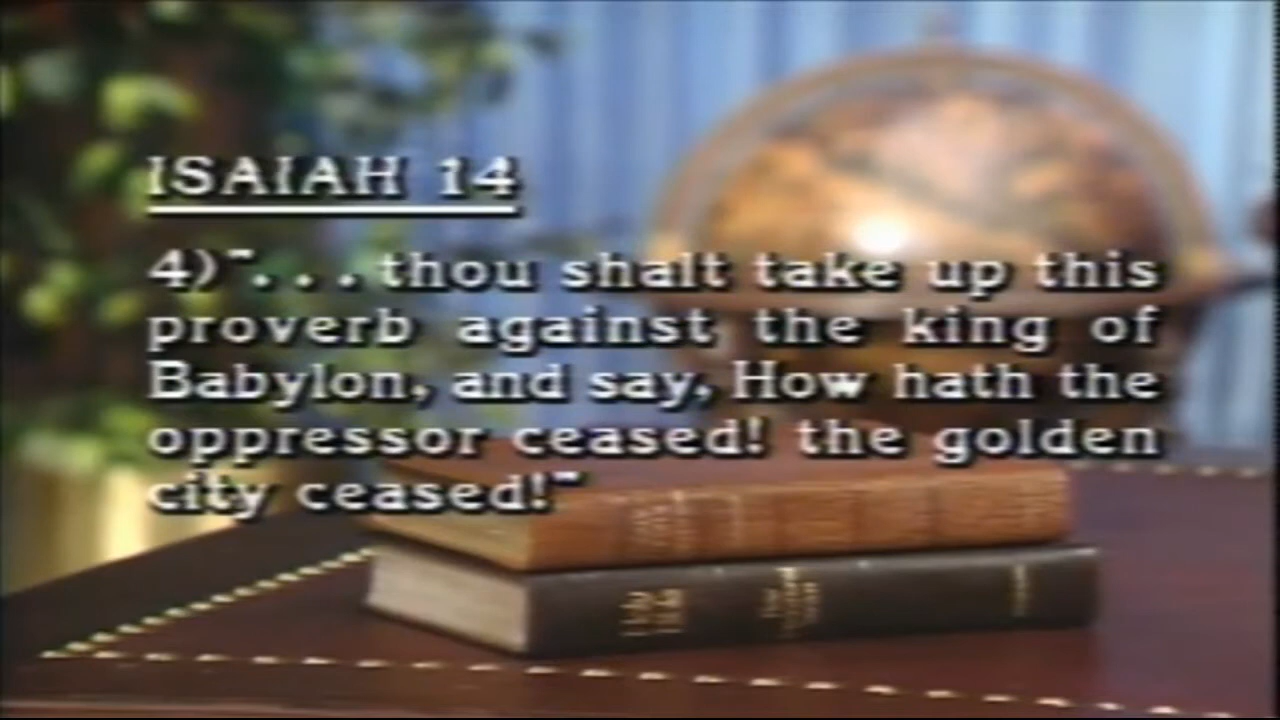 ISAIAH 14
4)". . . thou shalt take up this
proverb against the king of
Babylon, and say, How hath the
oppressor ceased! the golden
city ceased!"